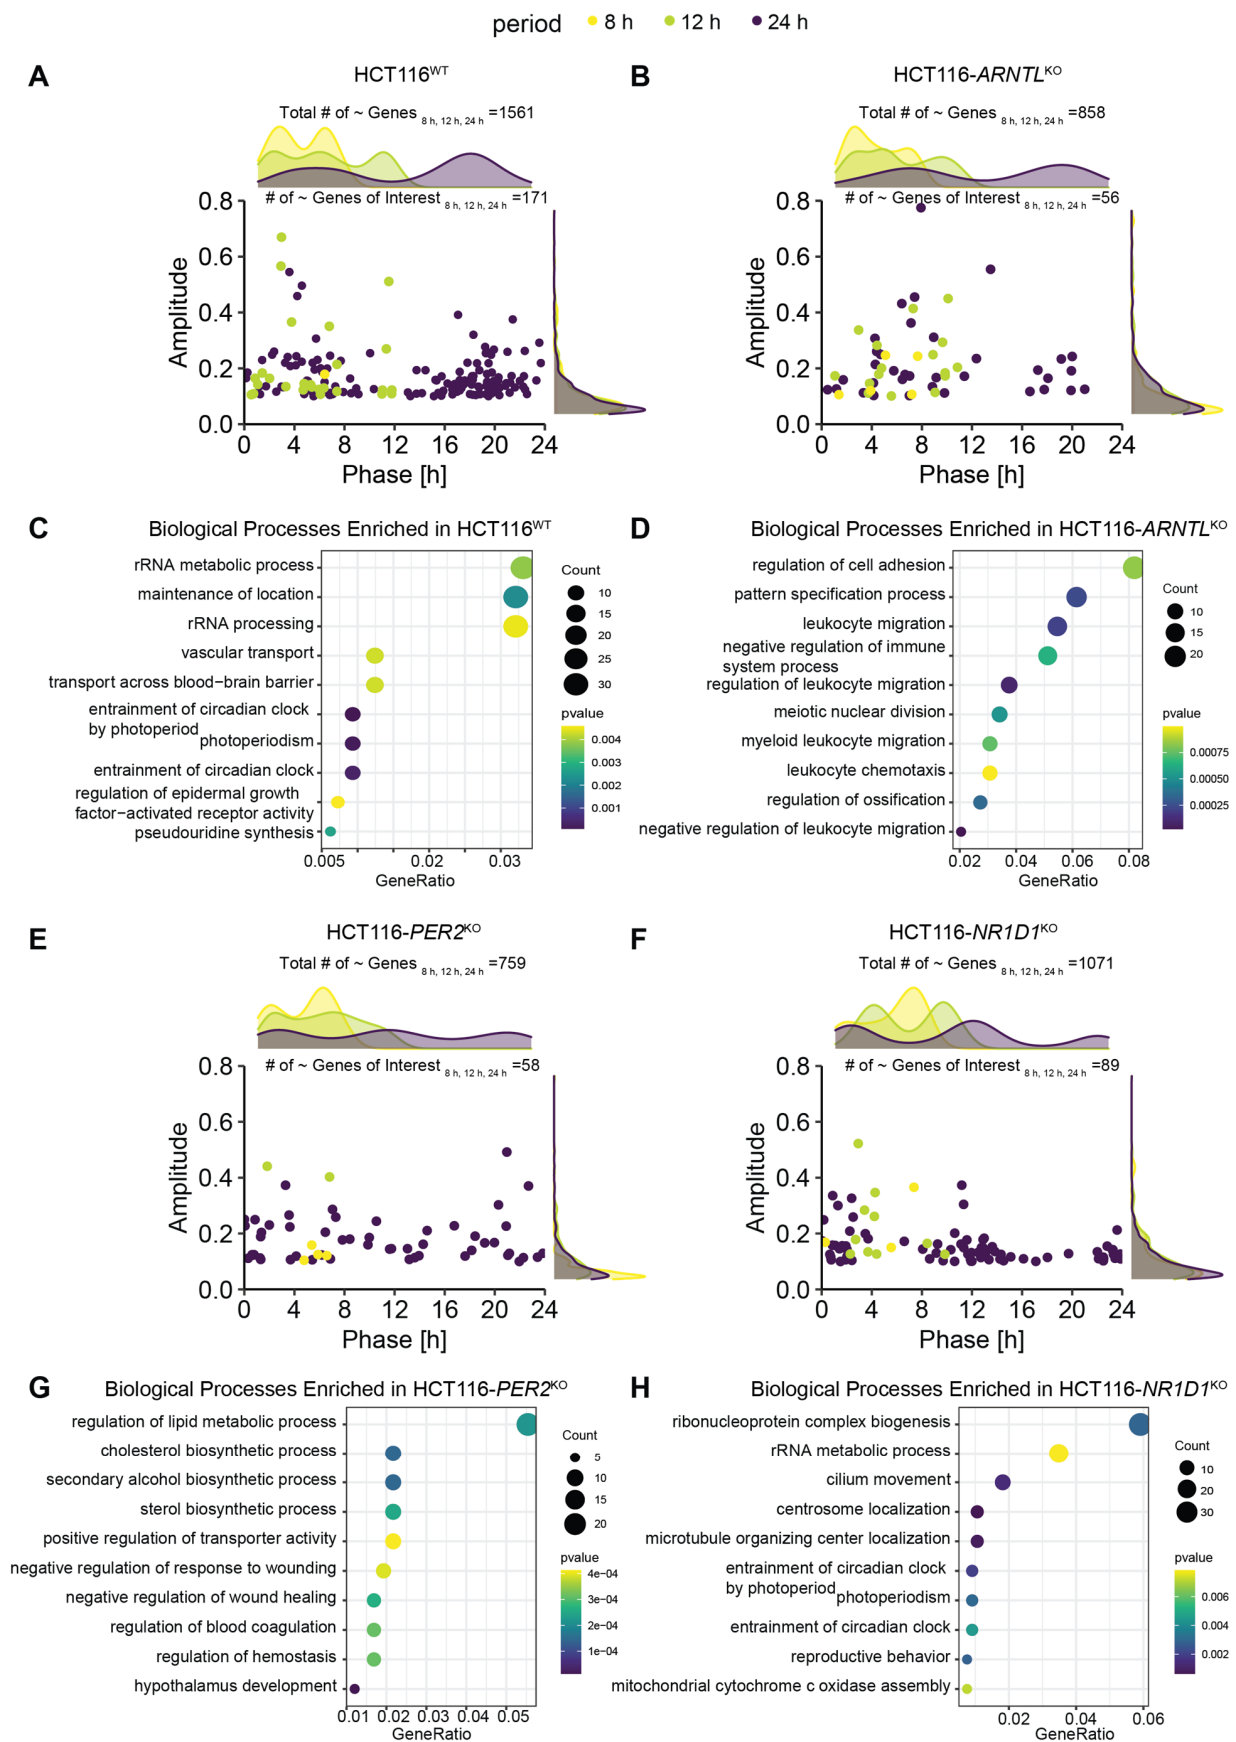 period 8 h 12 h 24 h
A
HCT116WT
Total # of ~ Genes 8 h, 12 h, 24 h =1561
# of ~ Genes of Interest 8 h, 12 h, 24 h =171
Amplitude
0.8
0.6
0.4
0.2
0.0
0 4 8 12 16 20 24
Phase [h]
B
HCT116-ARNTLKO
Total # of ~ Genes 8 h, 12 h, 24 h =858
# of ~ Genes of Interest 8 h, 12 h, 24 h =56
Amplitude
0.8
0.6
0.4
0.2
0.0
0 4 8 12 16 20 24
Phase [h]
C
Biological Processes Enriched in HCT116WT
rRNA metabolic process
maintenance of location
rRNA processing
vascular transport
transport across blood−brain barrier
entrainment of circadian clock
by photoperiod
photoperiodism
entrainment of circadian clock
regulation of epidermal growth
factor−activated receptor activity
pseudouridine synthesis
0.005 0.02 0.03
GeneRatio
Count
10
15
20
25
30
pvalue
0.004
0.003
0.002
0.001
D
Biological Processes Enriched in HCT116-ARNTLKO
regulation of cell adhesion
pattern specification process
leukocyte migration
negative regulation of immune
system process
regulation of leukocyte migration
meiotic nuclear division
myeloid leukocyte migration
leukocyte chemotaxis
regulation of ossification
negative regulation of leukocyte migration
0.02 0.04 0.06 0.08
GeneRatio
Count
10
15
20
pvalue
0.00075
0.00050
0.00025
E
HCT116-PER2KO
Total # of ~ Genes 8 h, 12 h, 24 h =759
# of ~ Genes of Interest 8 h, 12 h, 24 h =58
Amplitude
0.8
0.6
0.4
0.2
0.0
0 4 8 12 16 20 24
Phase [h]
F
HCT116-NR1D1KO
Total # of ~ Genes 8 h, 12 h, 24 h =1071
# of ~ Genes of Interest 8 h, 12 h, 24 h =89
Amplitude
0.8
0.6
0.4
0.2
0.0
0 4 8 12 16 20 24
Phase [h]
G
Biological Processes Enriched in HCT116-PER2KO
regulation of lipid metabolic process
cholesterol biosynthetic process
secondary alcohol biosynthetic process
sterol biosynthetic process
positive regulation of transporter activity
negative regulation of response to wounding
negative regulation of wound healing
regulation of blood coagulation
regulation of hemostasis
hypothalamus development
0.01 0.02 0.03 0.04 0.05
GeneRatio
Count
5
10
15
20
pvalue
4e−04
3e−04
2e−04
1e−04
H
Biological Processes Enriched in HCT116-NR1D1KO
ribonucleoprotein complex biogenesis
rRNA metabolic process
cilium movement
centrosome localization
microtubule organizing center localization
entrainment of circadian clock
by photoperiod
photoperiodism
entrainment of circadian clock
reproductive behavior
mitochondrial cytochrome c oxidase assembly
0.02 0.04 0.06
GeneRatio
Count
10
20
30
pvalue
0.006
0.004
0.002